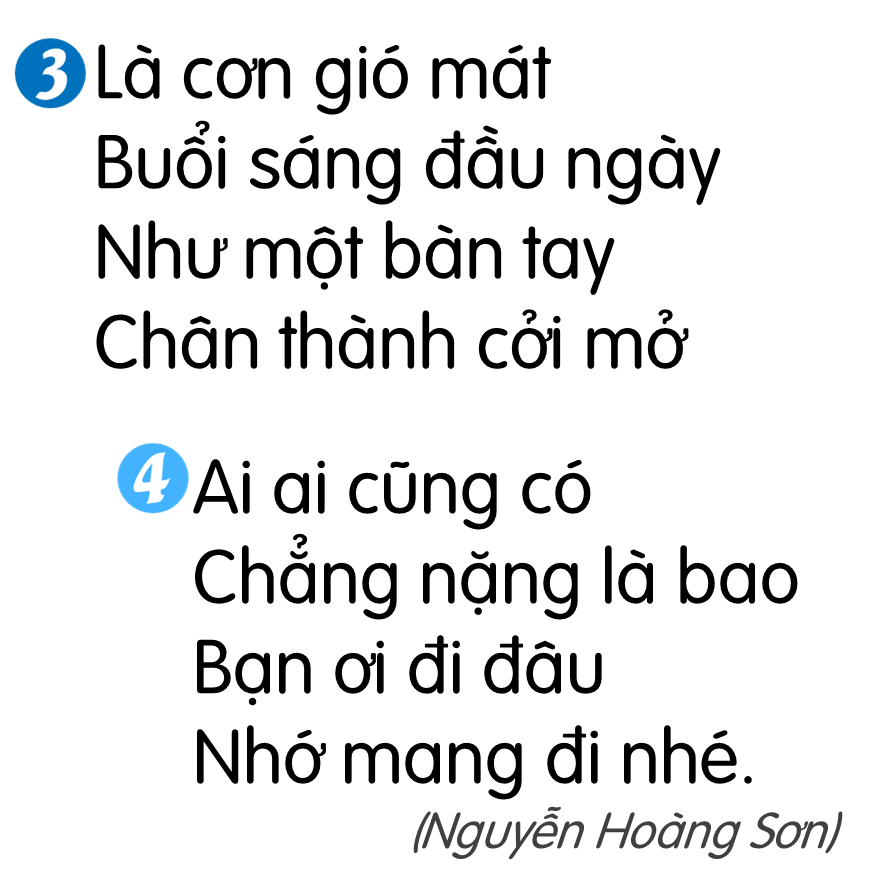 3 Là cơn gió mát
Buổi sáng đầu ngày
Như một bàn tay
Chân thành cởi mở
4 Ai ai cũng có
Chẳng nặng là bao
Bạn ơi đi đâu
Nhớ mang đi nhé.
(Nguyễn Hoàng Sơn)